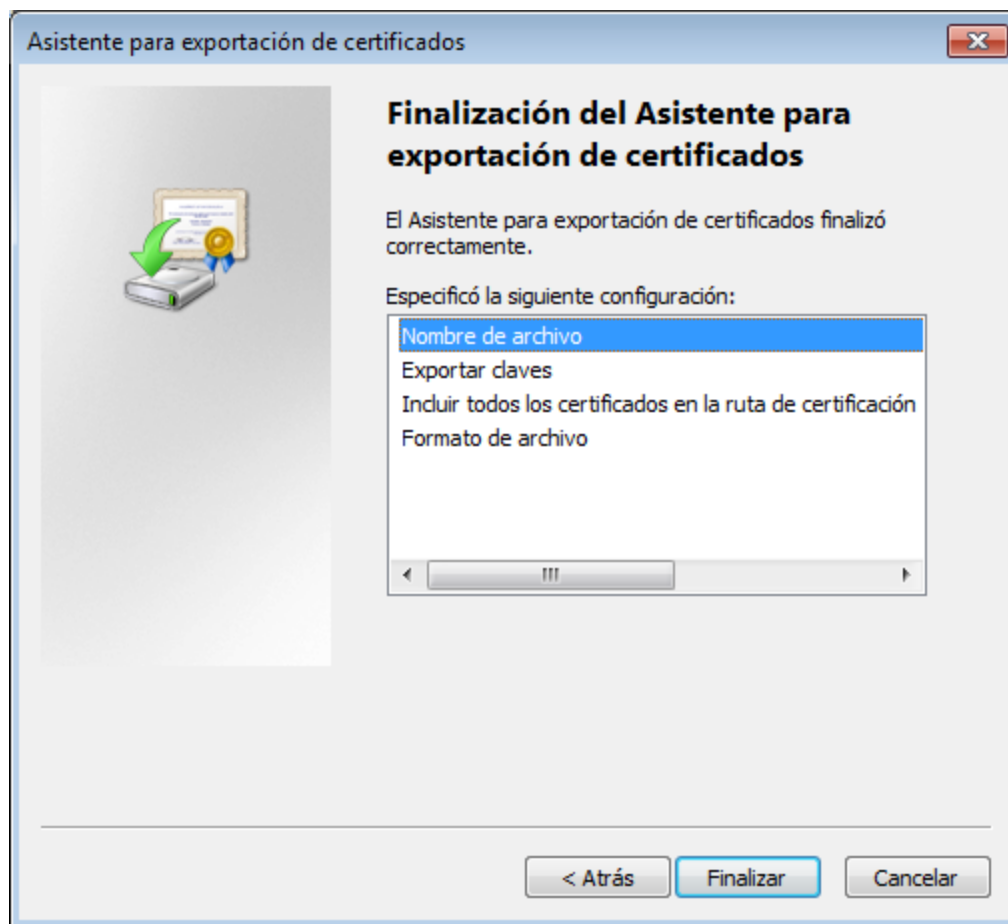 Asistente para exportación de certificados
Finalización del Asistente para
exportación de certificados
El Asistente para exportación de certificados finalizó
correctamente.
Especificó la siguiente configuración:
Nombre de archivo
Exportar claves
Incluir todos los certificados en la ruta de certificación
Formato de archivo
< Atrás
Finalizar
Cancelar